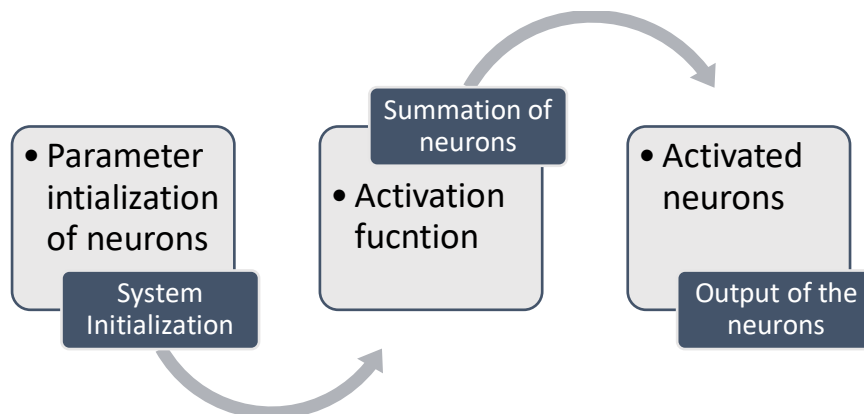 • Parameter
intialization
of neurons
System
Initialization
Summation of
neurons
• Activation
fucntion
• Activated
neurons
Output of the
neurons